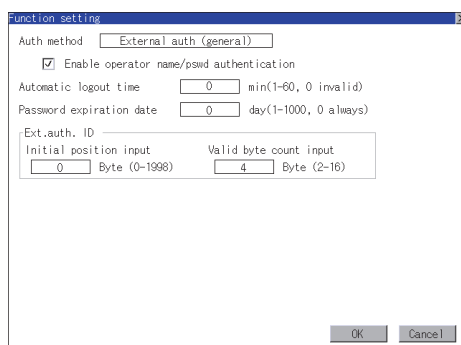 Function setting
Auth method External auth (general)
Enable operator name/pswd authentication
Automatic logout time 0 min(1-60, 0 invalid)
Password expiration date 0 day(1-1000, 0 always)
Ext.auth. ID
Initial position input Valid byte count input
0 Byte (0-1998) 4 Byte (2-16)
OK Cancel